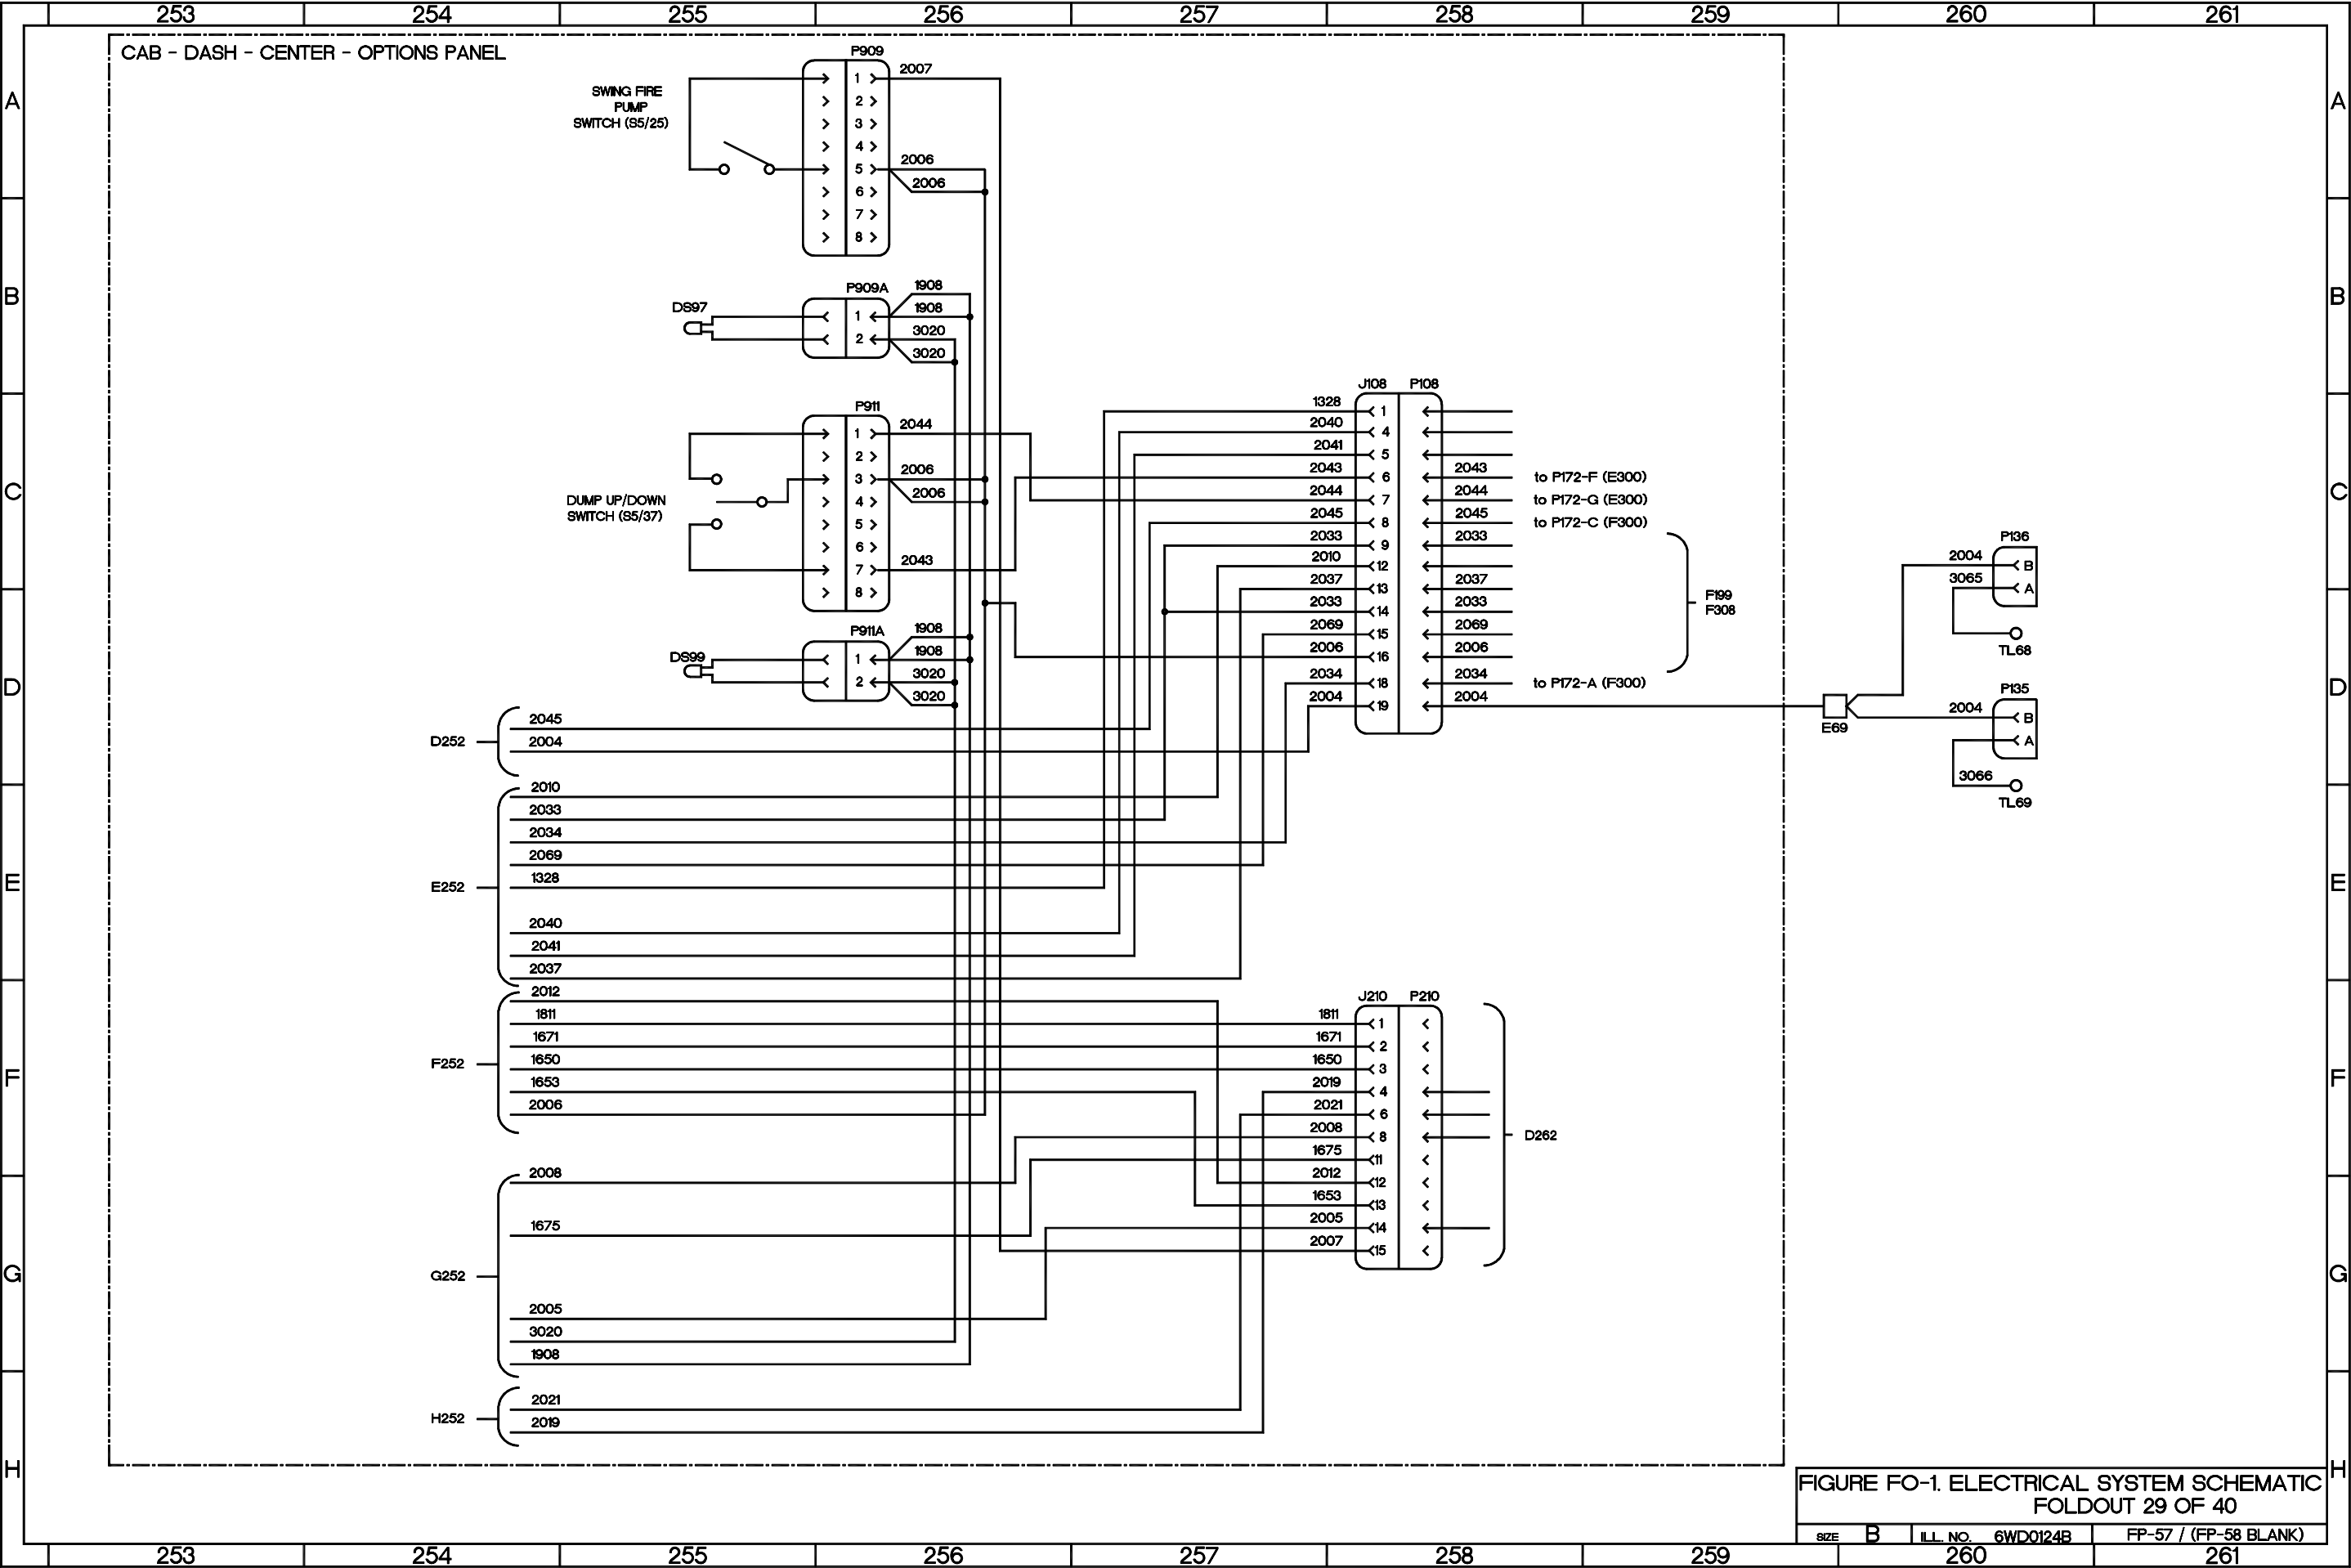 253 254 255 256 257 258 259 260 261
CAB - DASH - CENTER - OPTIONS PANEL
A
B
C
D
E
F
G
H
SWING FIRE
PUMP
SWITCH (S5/25)
P909
1 2007
2
3
4
5 2006
2006
6
7
8
DS97
P909A
1908
1 1908
2 3020
3020
DUMP UP/DOWN
SWITCH (S5/37)
P911
1 2044
2
3 2006
4 2006
5
6
7 2043
8
DS99
P911A
1908
1 1908
2 3020
3020
J108 P108
1328 1
2040 4
2041 5
2043 6 2043 to P172-F (E300)
2044 7 2044 to P172-G (E300)
2045 8 2045 to P172-C (F300)
2033 9 2033
2010 12
2037 13 2037
2033 14 2033
2069 15 2069
2006 16 2006
2034 18 2034 to P172-A (F300)
2004 19 2004
F199
F308
E69
P136
2004 B
3065 A
TL68
P135
2004 B
A
3066
TL69
D252
2045
2004
E252
2010
2033
2034
2069
1328
2040
2041
2037
F252
2012
1811
1671
1650
1653
2006
G252
2008
1675
2005
3020
1908
H252
2021
2019
J210 P210
1811 1
1671 2
1650 3
2019 4
2021 6
2008 8
1675 11
2012 12
1653 13
2005 14
2007 15
D262
A
B
C
D
E
F
G
H
FIGURE FO-1. ELECTRICAL SYSTEM SCHEMATIC
FOLDOUT 29 OF 40
SIZE B ILL. NO. 6WD0124B FP-57 / (FP-58 BLANK)
253 254 255 256 257 258 259 260 261